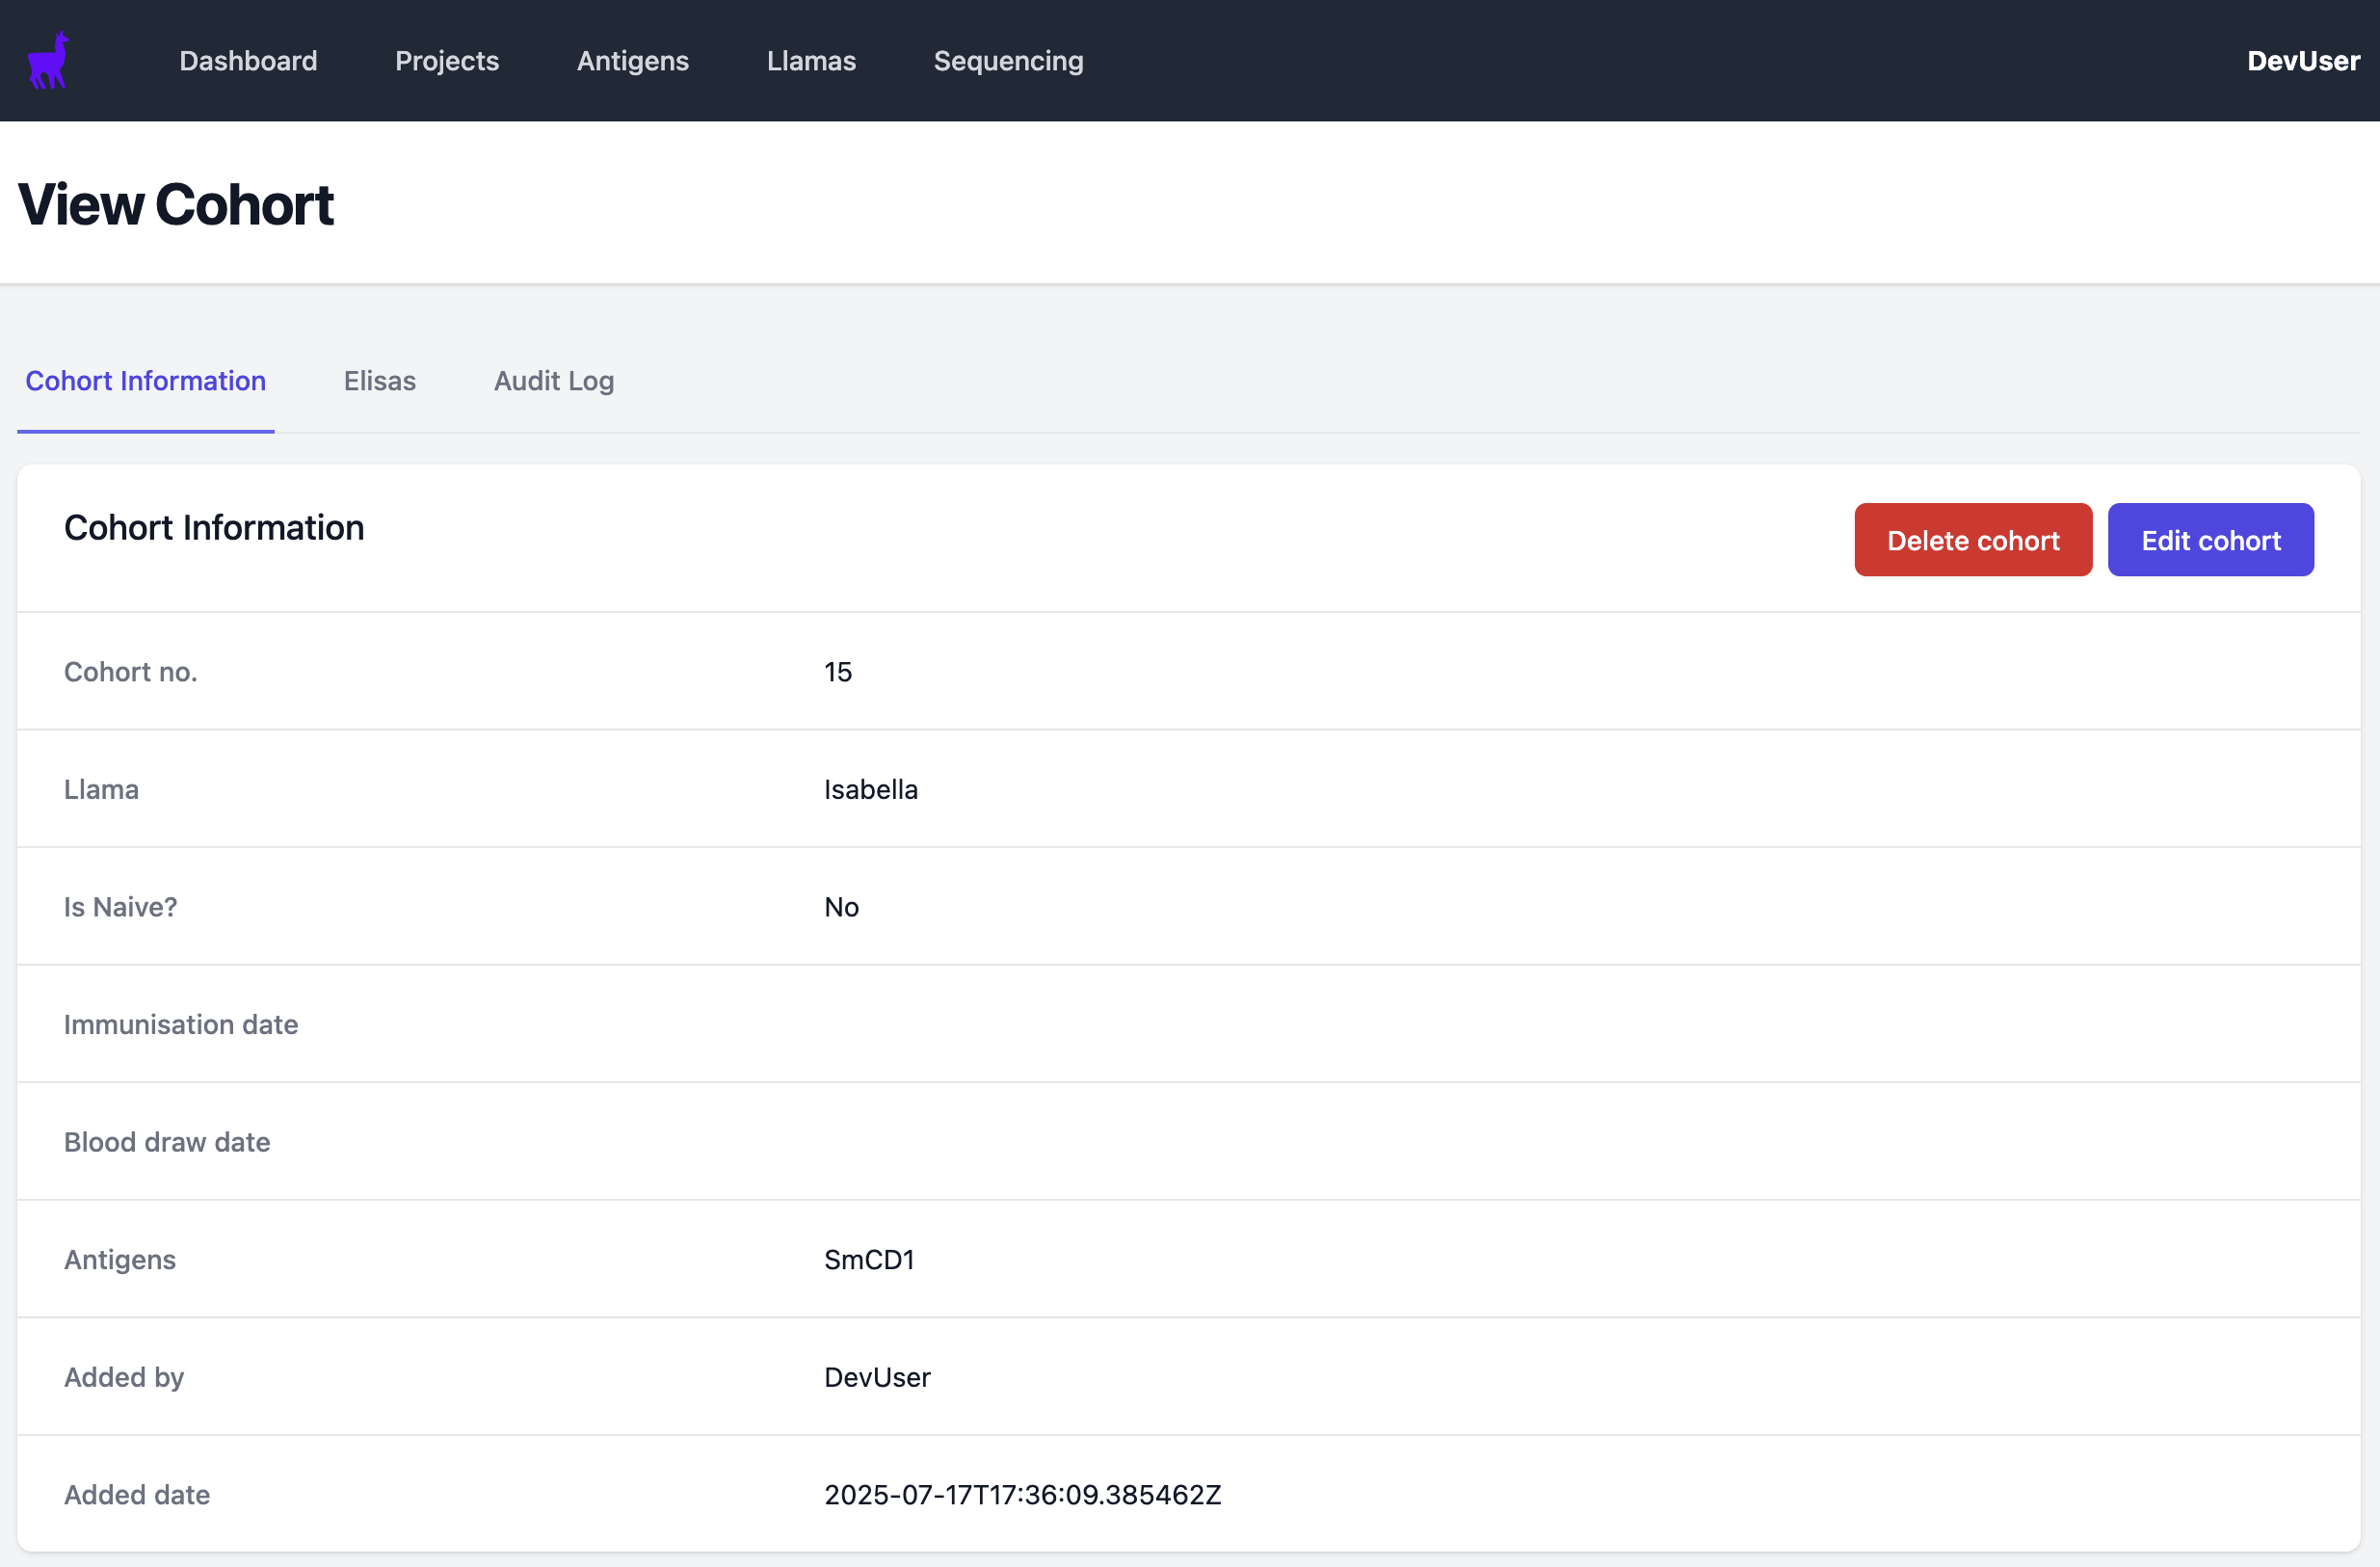 Dashboard Projects Antigens Llamas Sequencing DevUser
View Cohort
Cohort Information Elisas Audit Log
Cohort Information Delete cohort Edit cohort
Cohort no. 15
Llama Isabella
Is Naive? No
Immunisation date
Blood draw date
Antigens SmCD1
Added by DevUser
Added date 2025-07-17T17:36:09.385462Z